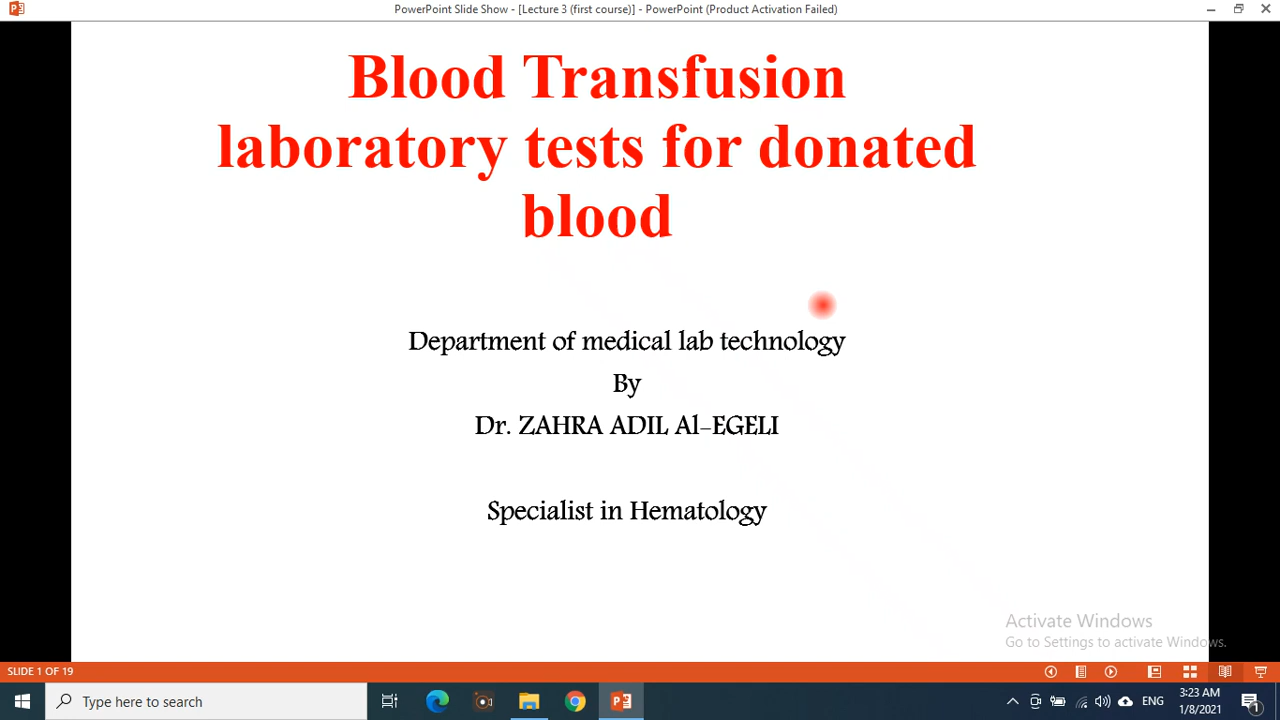 PowerPoint Slide Show - [Lecture 3 (first course)] - PowerPoint (Product Activation Failed)
Blood Transfusion
laboratory tests for donated
blood
Department of medical lab technology
By
Dr. ZAHRA ADIL Al-EGELI
Specialist in Hematology
Activate Windows
Go to Settings to activate Windows.
SLIDE 1 OF 19
Type here to search
ENG
3:23 AM
1/8/2021
1